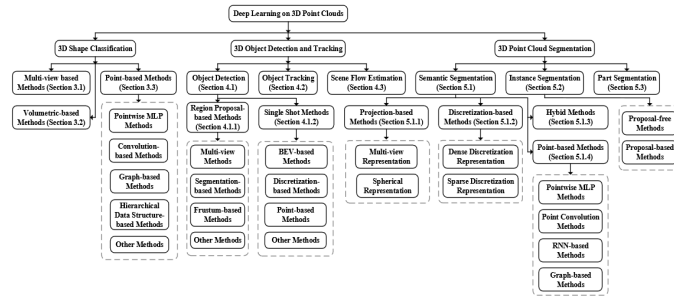 Deep Learning on 3D Point Clouds
3D Shape Classification
3D Object Detection and Tracking
3D Point Cloud Segmentation
Multi-view based
Methods (Section 3.1)
Point-based Methods
(Section 3.3)
Volumetric-based
Methods (Section 3.2)
Pointwise MLP
Methods
Convolution-
based Methods
Graph-based
Methods
Hierarchical
Data Structure-
based Methods
Other Methods
Object Detection
(Section 4.1)
Object Tracking
(Section 4.2)
Scene Flow Estimation
(Section 4.3)
Region Proposal-
based Methods
(Section 4.1.1)
Single Shot Methods
(Section 4.1.2)
Multi-view
Methods
Segmentation-
based Methods
Frustum-based
Methods
Other Methods
BEV-based
Methods
Discretization-
based Methods
Point-based
Methods
Other Methods
Semantic Segmentation
(Section 5.1)
Instance Segmentation
(Section 5.2)
Part Segmentation
(Section 5.3)
Projection-based
Methods (Section 5.1.1)
Discretization-based
Methods (Section 5.1.2)
Hybid Methods
(Section 5.1.3)
Point-based Methods
(Section 5.1.4)
Multi-view
Representation
Spherical
Representation
Dense Discretization
Representation
Sparse Discretization
Representation
Pointwise MLP
Methods
Point Convolution
Methods
RNN-based
Methods
Graph-based
Methods
Proposal-free
Methods
Proposal-based
Methods